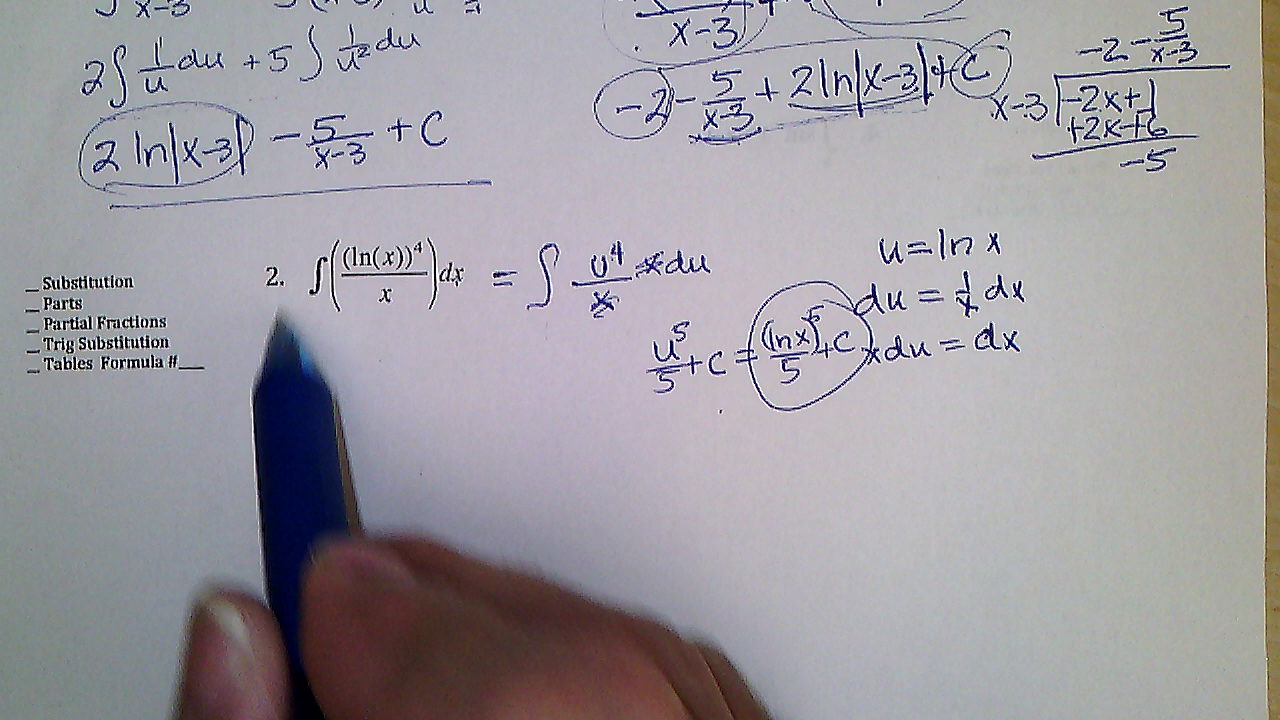 2∫ 1/u du + 5∫ 1/u² du
2 ln|x-3| - 5/(x-3) + C
x-3
-2 - 5/(x-3) + 2 ln|x-3| + C
-2 - 5/(x-3)
x-3 | -2x+1
+2x+6
-5
_ Substitution
_ Parts
_ Partial Fractions
_ Trig Substitution
_ Tables Formula #___
2. ∫((ln(x))⁴/x)dx = ∫ u⁴/x x du
u⁵/5 + C = (ln x)⁵/5 + C
u = ln x
du = 1/x dx
x du = dx